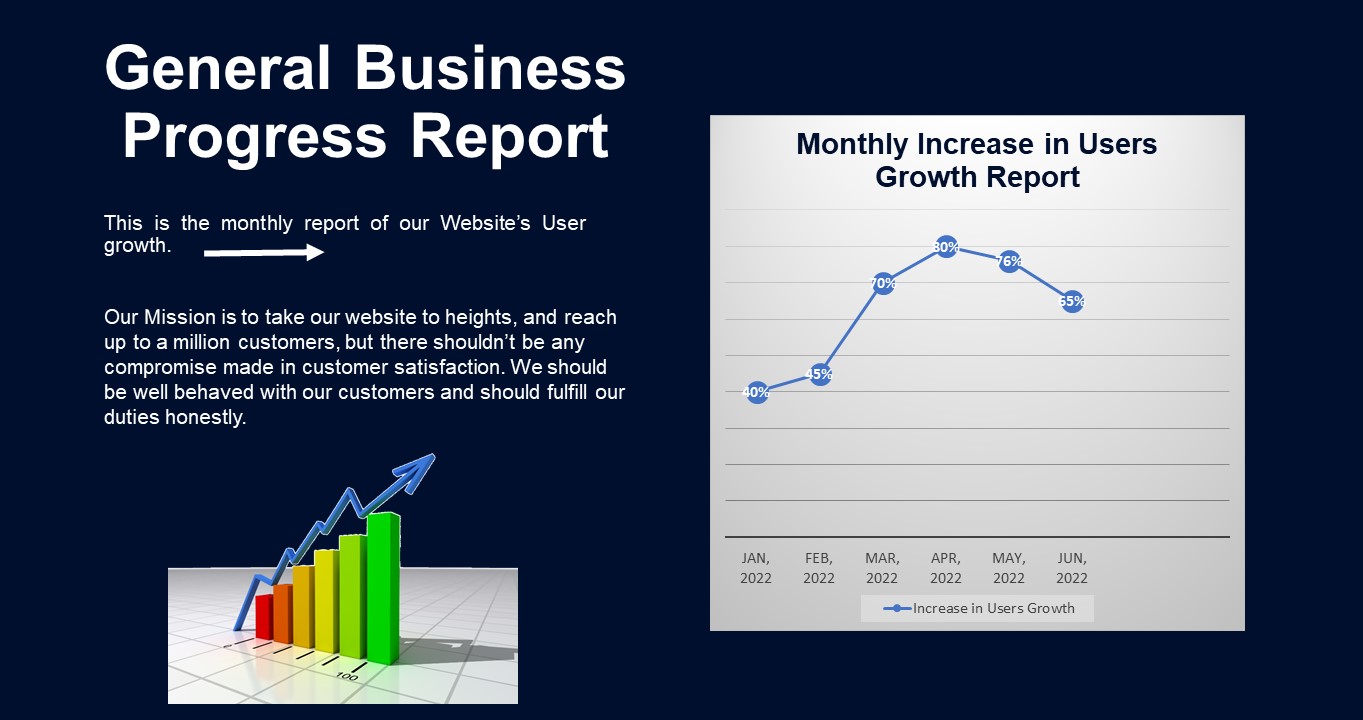 General Business
Progress Report
This is the monthly report of our Website’s User
growth.
Our Mission is to take our website to heights, and reach
up to a million customers, but there shouldn’t be any
compromise made in customer satisfaction. We should
be well behaved with our customers and should fulfill our
duties honestly.
100
Monthly Increase in Users
Growth Report
40%
45%
70%
80%
76%
65%
JAN,
2022
FEB,
2022
MAR,
2022
APR,
2022
MAY,
2022
JUN,
2022
Increase in Users Growth